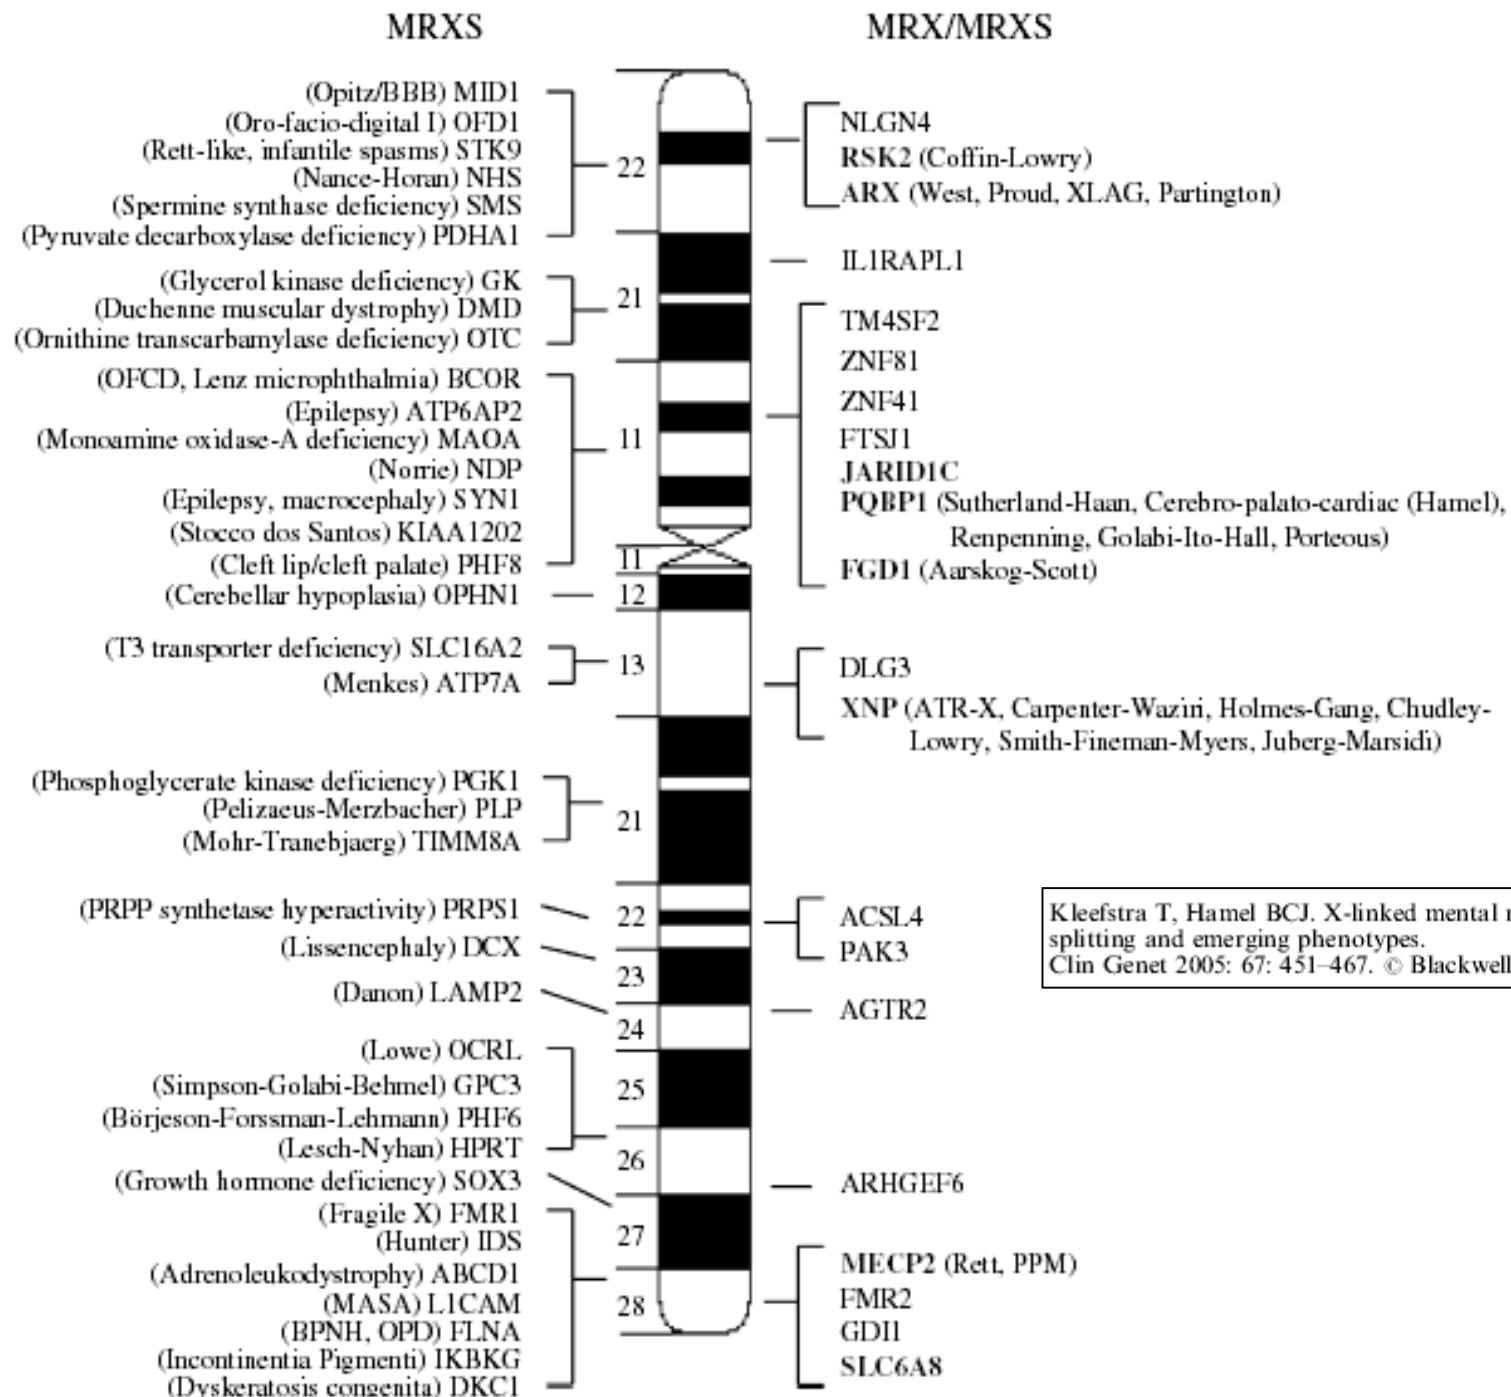 MRXS
MRX/MRXS
(Opitz/BBB) MID1
(Oro-facio-digital I) OFD1
(Rett-like, infantile spasms) STK9
(Nance-Horan) NHS
(Spermine synthase deficiency) SMS
(Pyruvate decarboxylase deficiency) PDHA1
(Glycerol kinase deficiency) GK
(Duchenne muscular dystrophy) DMD
(Ornithine transcarbamylase deficiency) OTC
(OFCD, Lenz microphthalmia) BCOR
(Epilepsy) ATP6AP2
(Monoamine oxidase-A deficiency) MAOA
(Norrie) NDP
(Epilepsy, macrocephaly) SYN1
(Stocco dos Santos) KIAA1202
(Cleft lip/cleft palate) PHF8
(Cerebellar hypoplasia) OPHN1
(T3 transporter deficiency) SLC16A2
(Menkes) ATP7A
(Phosphoglycerate kinase deficiency) PGK1
(Pelizaeus-Merzbacher) PLP
(Mohr-Tranebjaerg) TIMM8A
(PRPP synthetase hyperactivity) PRPS1
(Lissencephaly) DCX
(Danon) LAMP2
(Lowe) OCRL
(Simpson-Golabi-Behmel) GPC3
(Börjeson-Forssman-Lehmann) PHF6
(Lesch-Nyhan) HPRT
(Growth hormone deficiency) SOX3
(Fragile X) FMR1
(Hunter) IDS
(Adrenoleukodystrophy) ABCD1
(MASA) L1CAM
(BPNH, OPD) FLNA
(Incontinentia Pigmenti) IKBKG
(Dyskeratosis congenita) DKC1
22
21
11
11
12
13
21
22
23
24
25
26
27
28
NLGN4
RSK2 (Coffin-Lowry)
ARX (West, Proud, XLAG, Partington)
IL1RAPL1
TM4SF2
ZNF81
ZNF41
FTSJ1
JARID1C
PQBP1 (Sutherland-Haan, Cerebro-palato-cardiac (Hamel),
Renpenning, Golabi-Ito-Hall, Porteous)
FGD1 (Aarskog-Scott)
DLG3
XNP (ATR-X, Carpenter-Waziri, Holmes-Gang, Chudley-
Lowry, Smith-Fineman-Myers, Juberg-Marsidi)
ACSL4
PAK3
AGTR2
ARHGEF6
MECP2 (Rett, PPM)
FMR2
GDI1
SLC6A8
Kleefstra T, Hamel BCJ. X-linked mental
splitting and emerging phenotypes.
Clin Genet 2005: 67: 451–467. © Blackwell